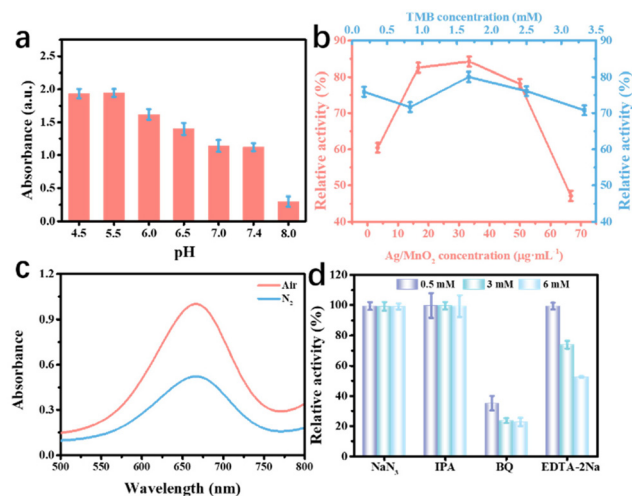 a
Absorbance (a.u.)
2.5
2.0
1.5
1.0
0.5
0.0
4.5 5.5 6.0 6.5 7.0 7.4 8.0
pH
b
TMB concentration (mM)
0.0 0.5 1.0 1.5 2.0 2.5 3.0 3.5
Relative activity (%)
90
80
70
60
50
40
90
80
70
60
50
40
Relative activity (%)
0 10 20 30 40 50 60 70
Ag/MnO2 concentration (μg·mL-1)
c
Absorbance
1.2
0.9
0.6
0.3
0.0
Air
N2
500 550 600 650 700 750 800
Wavelength (nm)
d
Relative activity (%)
120
100
80
60
40
20
0
0.5 mM 3 mM 6 mM
NaN3 IPA BQ EDTA-2Na